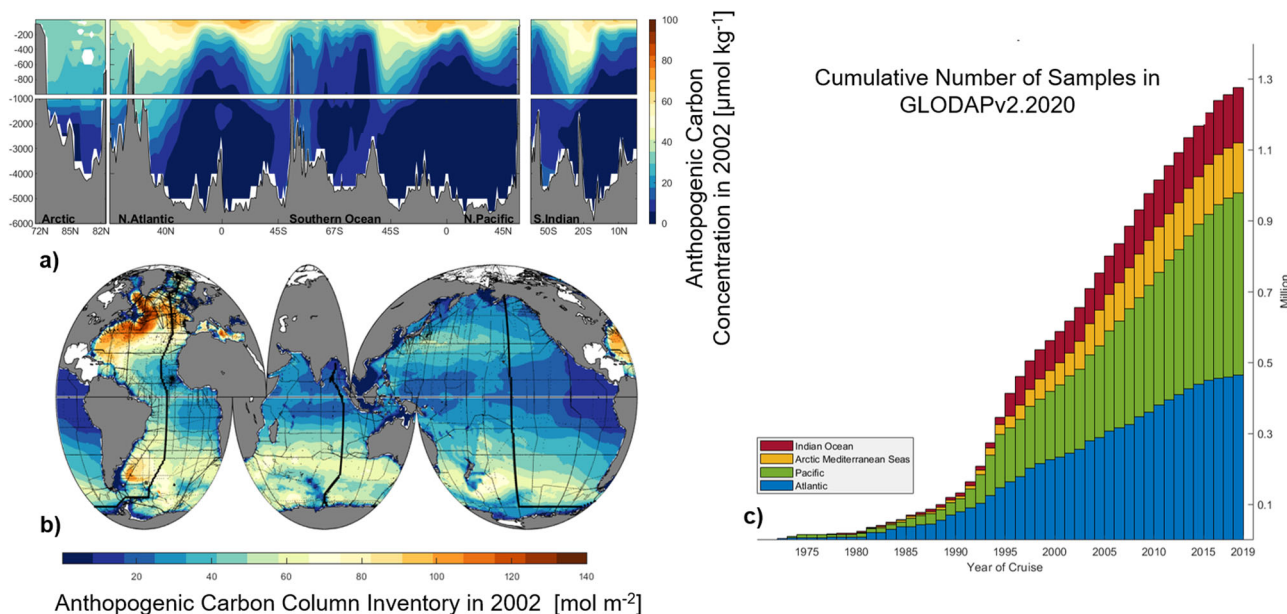 -200
-400
-600
-800
-1000
-2000
-3000
-4000
-5000
-6000
Arctic
N.Atlantic
Southern Ocean
N.Pacific
S.Indian
72N 85N 82N 40N 0 45S 67S 45S 0 45N 50S 20S 10N
100
80
60
40
20
0
Anthopogenic Carbon
Concentration in 2002 [µmol kg-1]
a)
b)
20 40 60 80 100 120 140
Anthopogenic Carbon Column Inventory in 2002 [mol m-2]
Cumulative Number of Samples in
GLODAPv2.2020
1.3
1.1
0.9
0.7
0.5
0.3
0.1
Million
Indian Ocean
Arctic Mediterranean Seas
Pacific
Atlantic
c)
1975 1980 1985 1990 1995 2000 2005 2010 2015 2019
Year of Cruise